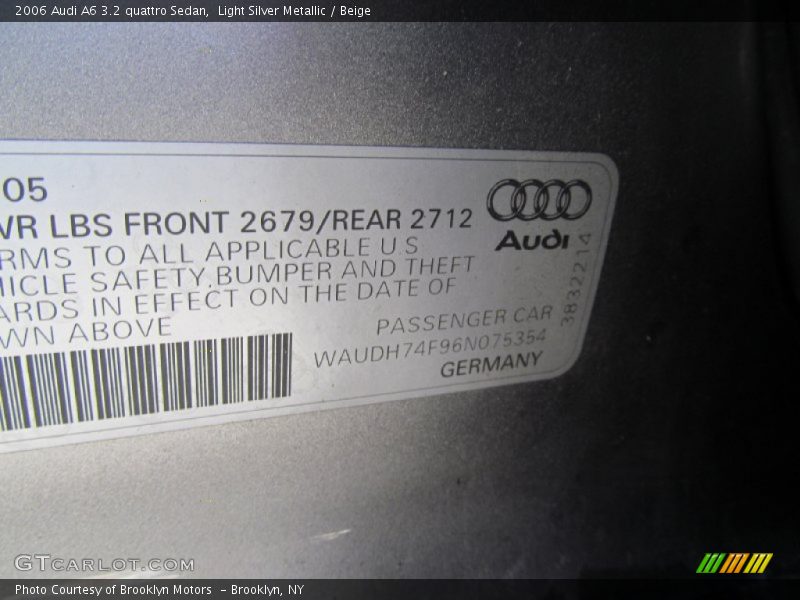 2006 Audi A6 3.2 quattro Sedan,  Light Silver Metallic / Beige
05
WR LBS FRONT 2679/REAR 2712
RMS TO ALL APPLICABLE U S
HICLE SAFETY,BUMPER AND THEFT
ARDS IN EFFECT ON THE DATE OF
WN ABOVE
Audi
3832214
PASSENGER CAR
WAUDH74F96N075354
GERMANY
GTCARLOT.COM
Photo Courtesy of Brooklyn Motors  – Brooklyn, NY